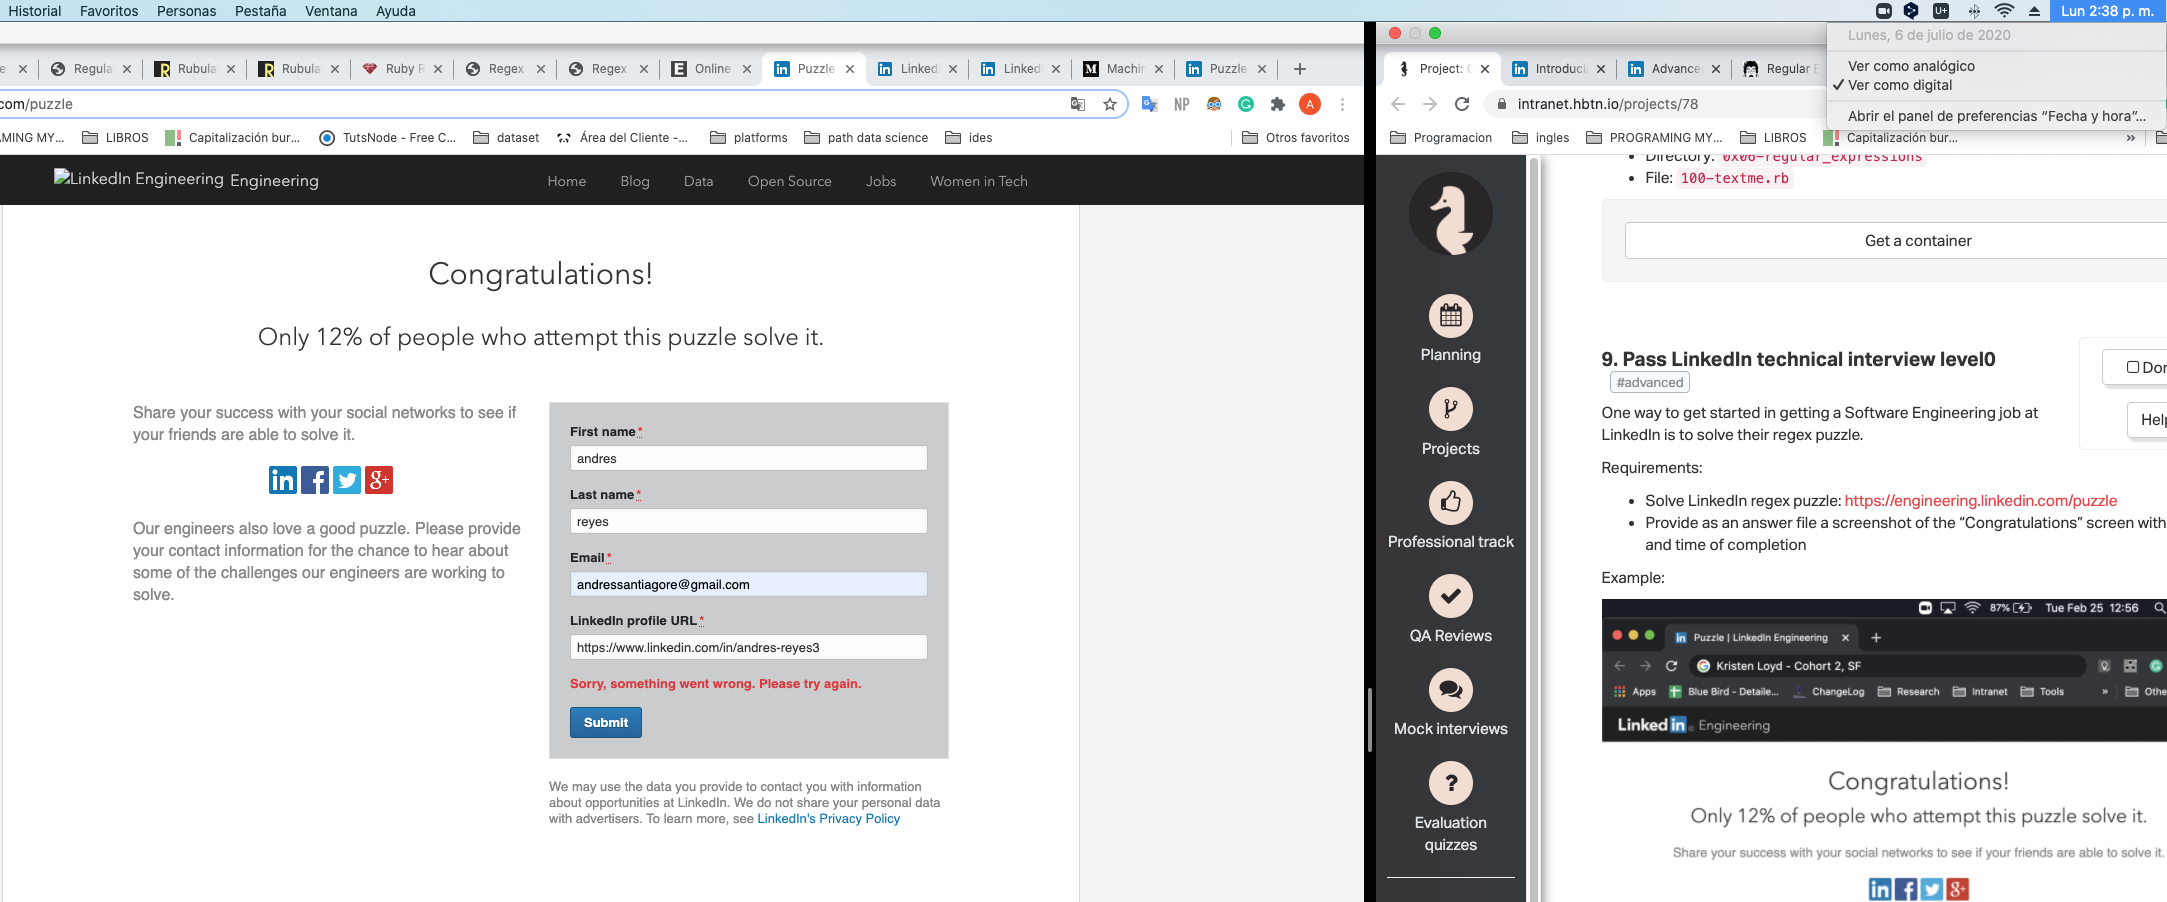 Historial Favoritos Personas Pestaña Ventana Ayuda
Lun 2:38 p. m.
Lunes, 6 de julio de 2020
Ver como analógico
✓ Ver como digital
Abrir el panel de preferencias “Fecha y hora”...
Regula Rubula Rubula Ruby R Regex Regex Online Puzzle Linked Linked Machin Puzzle
com/puzzle
NP
A
AMING MY... LIBROS Capitalización bur... TutsNode - Free C... dataset Área del Cliente -... platforms path data science ides Otros favoritos
LinkedIn Engineering Engineering
Home Blog Data Open Source Jobs Women in Tech
Congratulations!
Only 12% of people who attempt this puzzle solve it.
Share your success with your social networks to see if
your friends are able to solve it.
Our engineers also love a good puzzle. Please provide
your contact information for the chance to hear about
some of the challenges our engineers are working to
solve.
First name*
andres
Last name*
reyes
Email*
andressantiagore@gmail.com
LinkedIn profile URL*
https://www.linkedin.com/in/andres-reyes3
Sorry, something went wrong. Please try again.
Submit
We may use the data you provide to contact you with information
about opportunities at LinkedIn. We do not share your personal data
with advertisers. To learn more, see LinkedIn's Privacy Policy
Project: Introduci Advance Regular
intranet.hbtn.io/projects/78
Programacion ingles PROGRAMING MY... LIBROS Capitalización bur... »
Planning
Projects
Professional track
QA Reviews
Mock interviews
Evaluation
quizzes
Directory: 0x06-regular_expressions
File: 100-textme.rb
Get a container
9. Pass LinkedIn technical interview level0
#advanced
Don
Help
One way to get started in getting a Software Engineering job at
LinkedIn is to solve their regex puzzle.
Requirements:
Solve LinkedIn regex puzzle: https://engineering.linkedin.com/puzzle
Provide as an answer file a screenshot of the “Congratulations” screen with
and time of completion
Example:
87% Tue Feb 25 12:56
Puzzle | LinkedIn Engineering
Kristen Loyd - Cohort 2, SF
Apps Blue Bird - Detaile... ChangeLog Research Intranet Tools » Othe
Linked in Engineering
Congratulations!
Only 12% of people who attempt this puzzle solve it.
Share your success with your social networks to see if your friends are able to solve it.